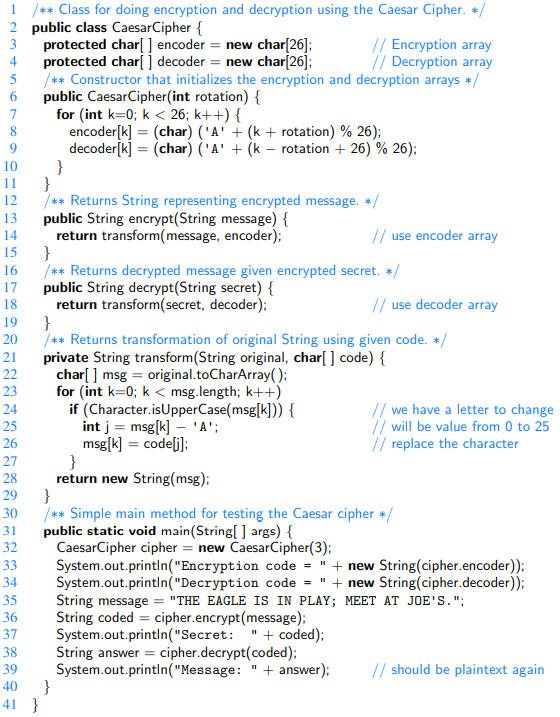 1 /** Class for doing encryption and decryption using the Caesar Cipher. */
2 public class CaesarCipher {
3 protected char[ ] encoder = new char[26]; // Encryption array
4 protected char[ ] decoder = new char[26]; // Decryption array
5 /** Constructor that initializes the encryption and decryption arrays */
6 public CaesarCipher(int rotation) {
7 for (int k=0; k < 26; k++) {
8 encoder[k] = (char) ('A' + (k + rotation) % 26);
9 decoder[k] = (char) ('A' + (k − rotation + 26) % 26);
10 }
11 }
12 /** Returns String representing encrypted message. */
13 public String encrypt(String message) {
14 return transform(message, encoder); // use encoder array
15 }
16 /** Returns decrypted message given encrypted secret. */
17 public String decrypt(String secret) {
18 return transform(secret, decoder); // use decoder array
19 }
20 /** Returns transformation of original String using given code. */
21 private String transform(String original, char[ ] code) {
22 char[ ] msg = original.toCharArray( );
23 for (int k=0; k < msg.length; k++)
24 if (Character.isUpperCase(msg[k])) { // we have a letter to change
25 int j = msg[k] − 'A'; // will be value from 0 to 25
26 msg[k] = code[j]; // replace the character
27 }
28 return new String(msg);
29 }
30 /** Simple main method for testing the Caesar cipher */
31 public static void main(String[ ] args) {
32 CaesarCipher cipher = new CaesarCipher(3);
33 System.out.println("Encryption code = " + new String(cipher.encoder));
34 System.out.println("Decryption code = " + new String(cipher.decoder));
35 String message = "THE EAGLE IS IN PLAY; MEET AT JOE'S.";
36 String coded = cipher.encrypt(message);
37 System.out.println("Secret:  " + coded);
38 String answer = cipher.decrypt(coded);
39 System.out.println("Message: " + answer); // should be plaintext again
40 }
41 }